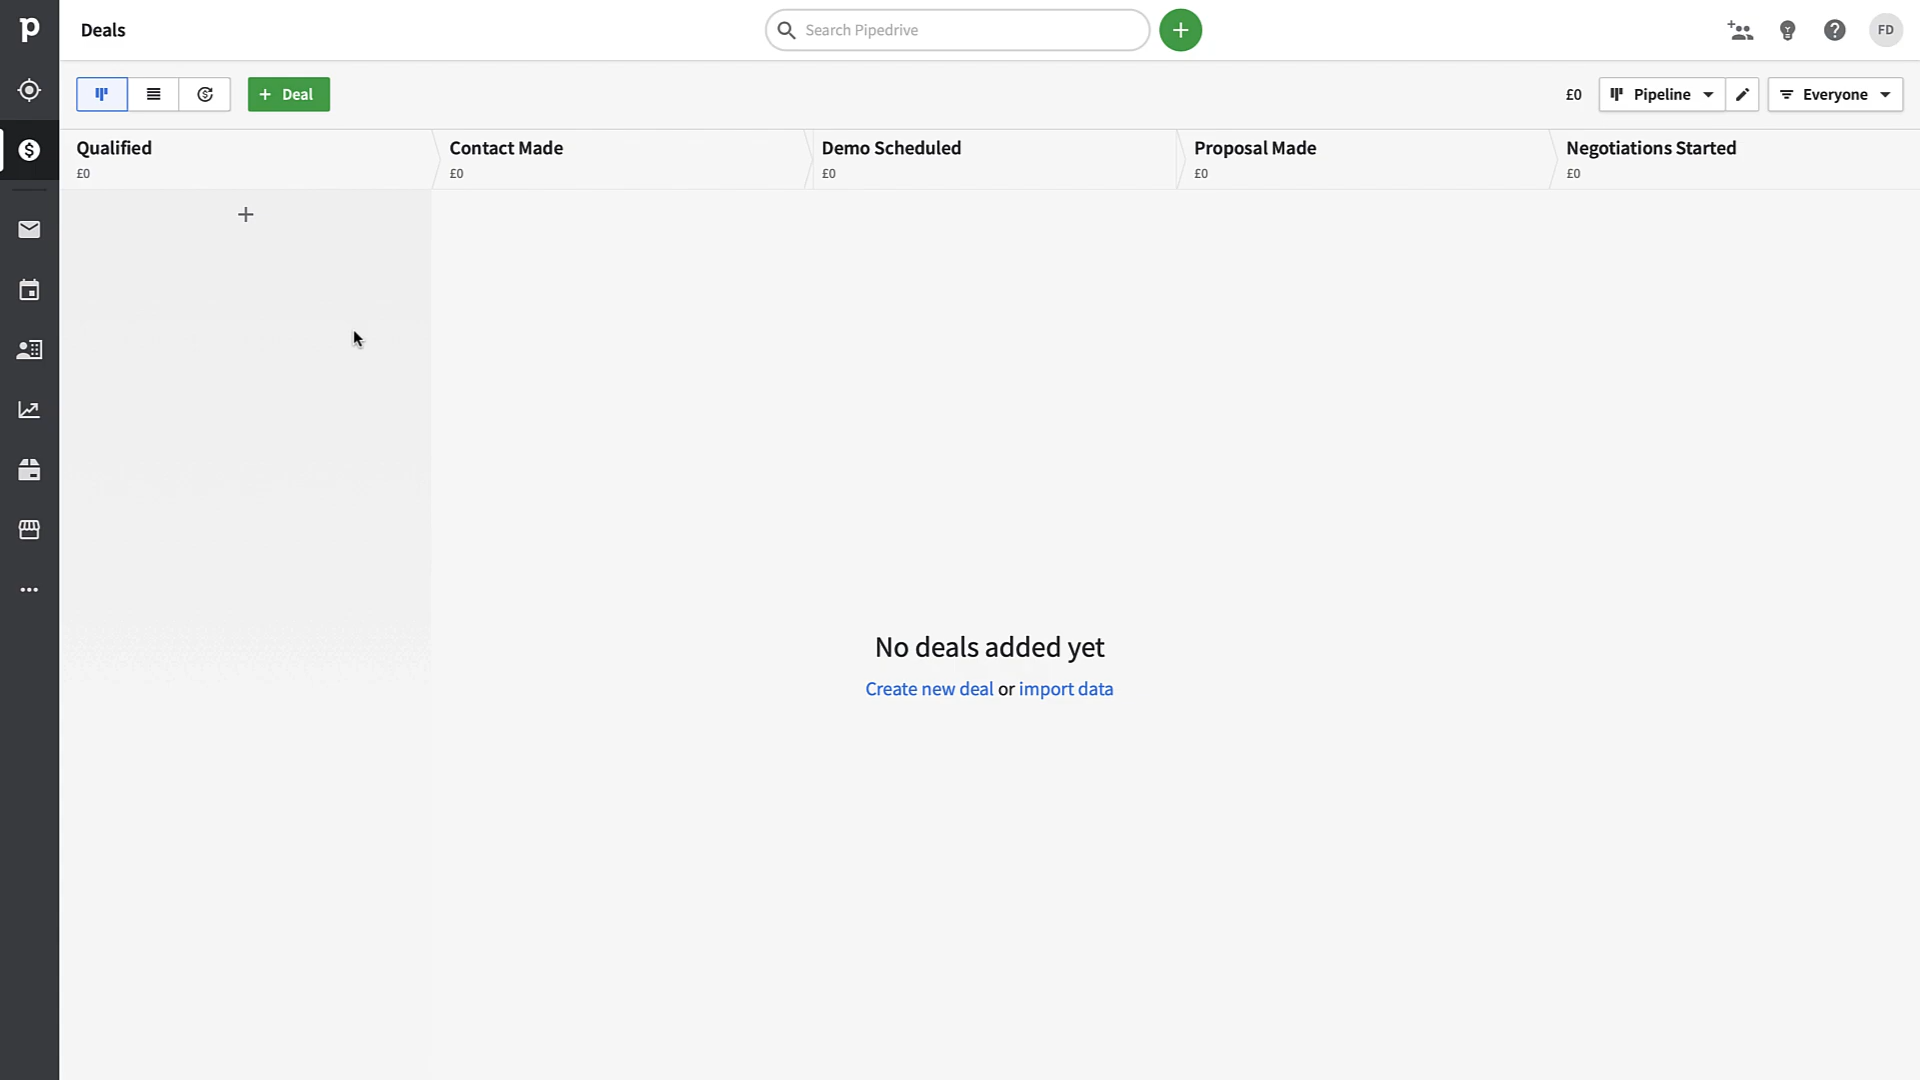 p
Deals
Search Pipedrive
FD
Deal
£0
Pipeline
Everyone
Qualified
£0
Contact Made
£0
Demo Scheduled
£0
Proposal Made
£0
Negotiations Started
£0
No deals added yet
Create new deal or import data